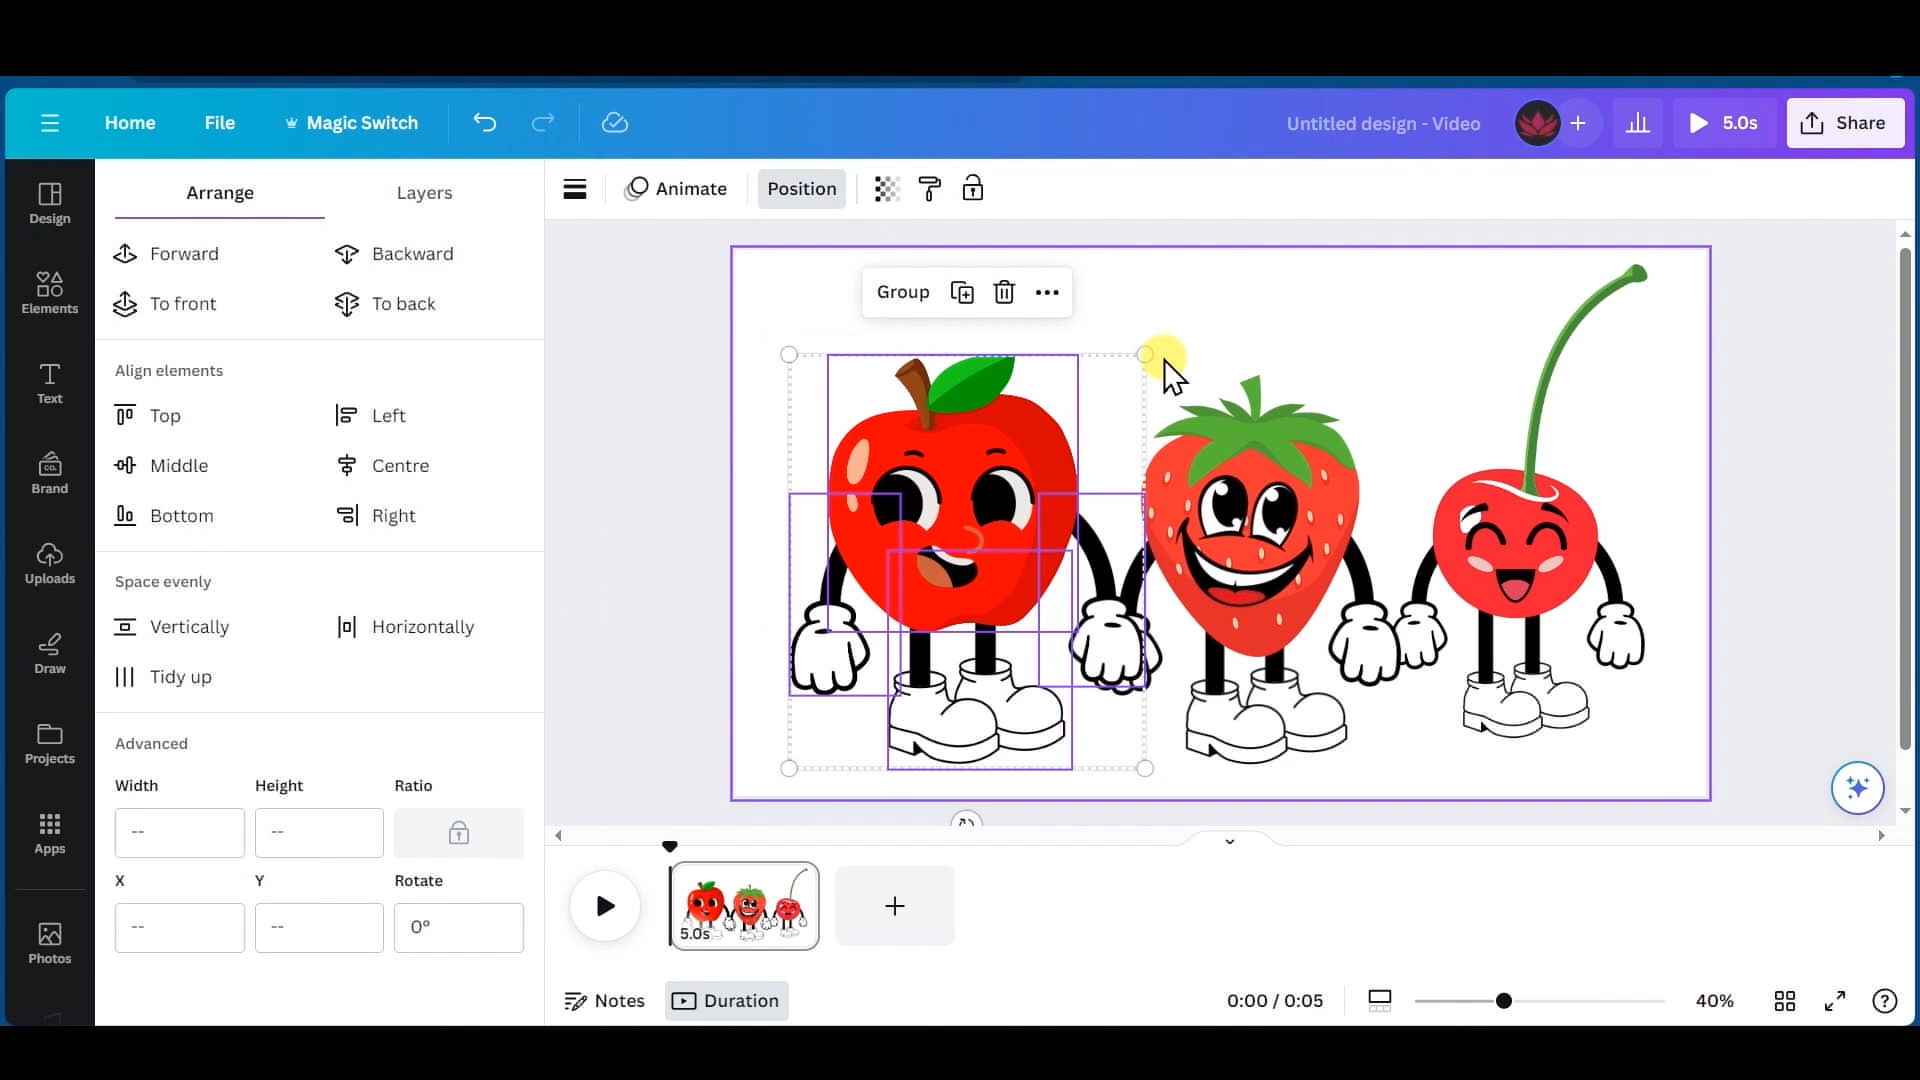 Home File Magic Switch Untitled design - Video 5.0s Share
Arrange Layers Animate Position
Design
Elements
Text
Brand
CO.
Uploads
Draw
Projects
Apps
Photos
Forward Backward
To front To back
Align elements
Top Left
Middle Centre
Bottom Right
Space evenly
Vertically Horizontally
Tidy up
Advanced
Width Height Ratio
-- --
X Y Rotate
-- -- 0°
Group
5.0s
Notes Duration 0:00 / 0:05 40%